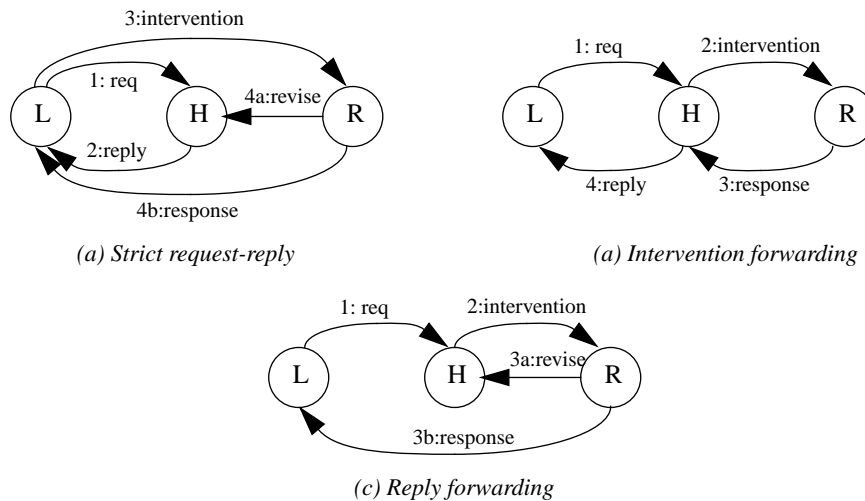 3:intervention
1: req
4a:revise
L
H
R
2:reply
4b:response
(a) Strict request-reply
1: req
2:intervention
L
H
R
4:reply
3:response
(a) Intervention forwarding
1: req
2:intervention
3a:revise
L
H
R
3b:response
(c) Reply forwarding